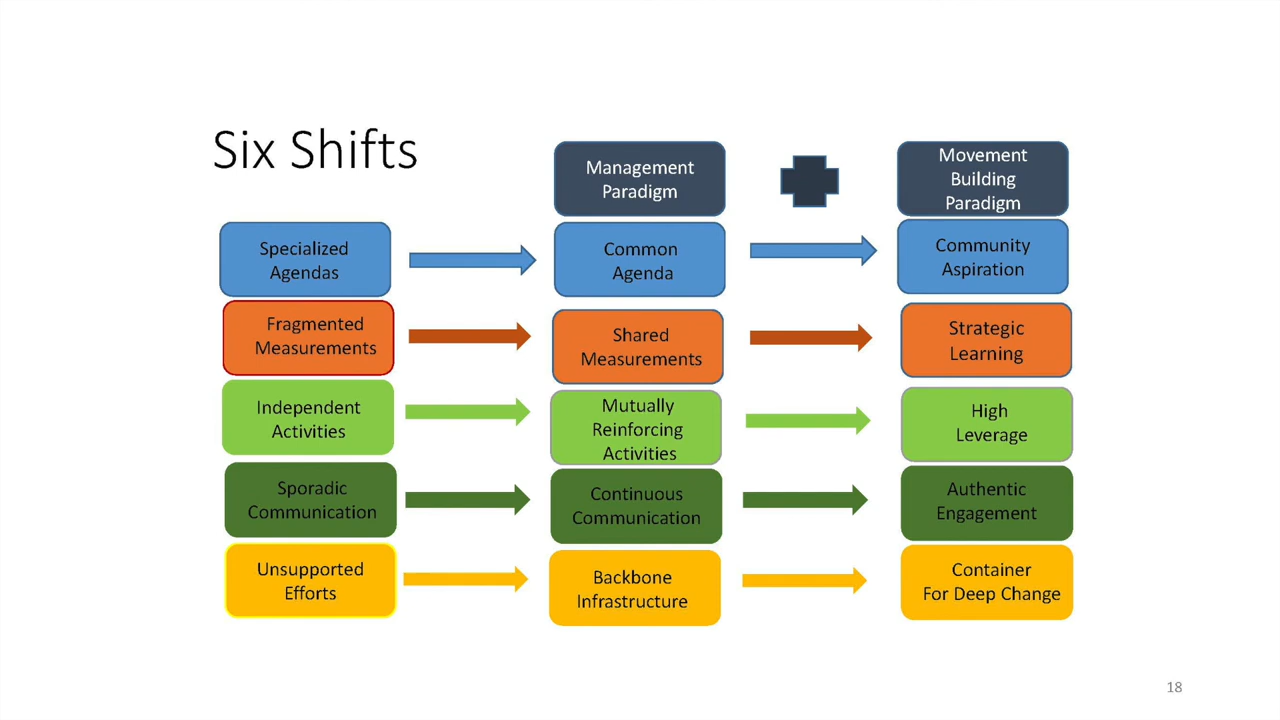 Six Shifts
Management
Paradigm
Movement
Building
Paradigm
Specialized
Agendas
Common
Agenda
Community
Aspiration
Fragmented
Measurements
Shared
Measurements
Strategic
Learning
Independent
Activities
Mutually
Reinforcing
Activities
High
Leverage
Sporadic
Communication
Continuous
Communication
Authentic
Engagement
Unsupported
Efforts
Backbone
Infrastructure
Container
For Deep Change
18